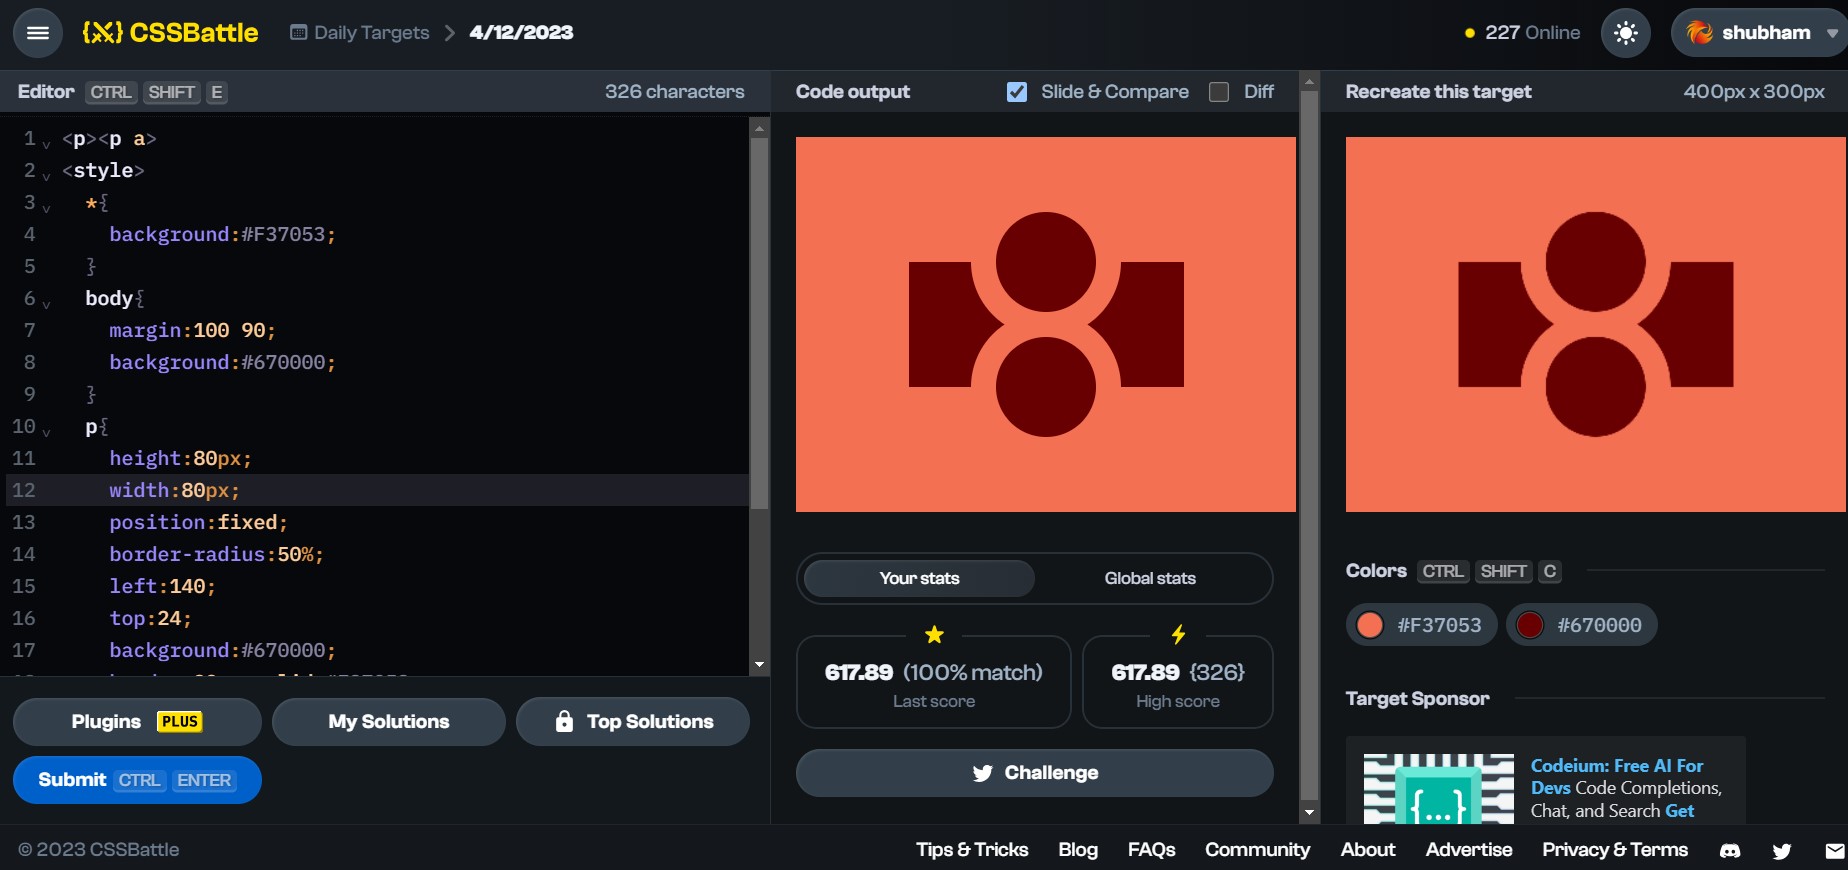 {X} CSSBattle Daily Targets 4/12/2023 227 Online shubham
Editor CTRL SHIFT E 326 characters
1 <p><p a>
2 <style>
3 *{
4 background:#F37053;
5 }
6 body{
7 margin:100 90;
8 background:#670000;
9 }
10 p{
11 height:80px;
12 width:80px;
13 position:fixed;
14 border-radius:50%;
15 left:140;
16 top:24;
17 background:#670000;
Plugins PLUS My Solutions Top Solutions
Submit CTRL ENTER
Code output Slide & Compare Diff
Your stats Global stats
617.89 (100% match) 617.89 {326}
Last score High score
Challenge
Recreate this target 400px x 300px
Colors CTRL SHIFT C
#F37053 #670000
Target Sponsor
{...}
Codeium: Free AI For
Devs Code Completions,
Chat, and Search Get
© 2023 CSSBattle Tips & Tricks Blog FAQs Community About Advertise Privacy & Terms